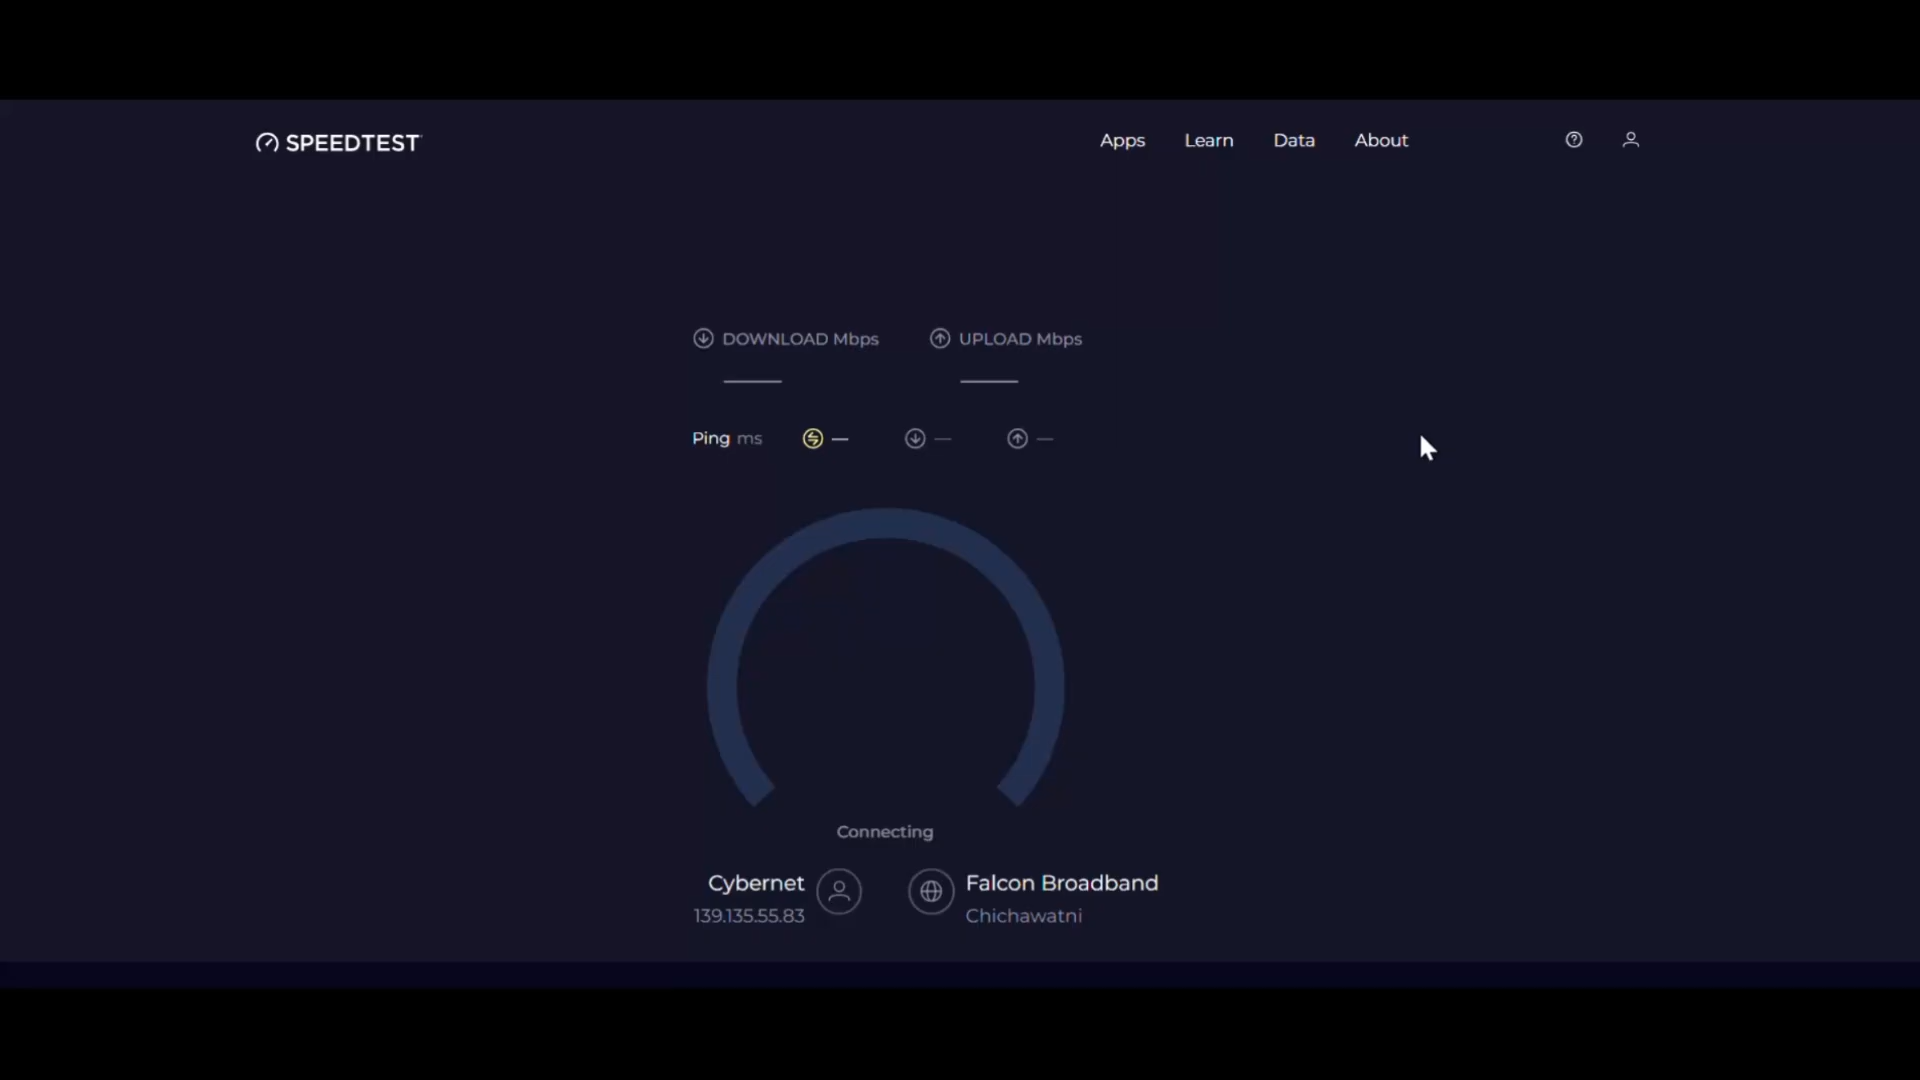 SPEEDTEST
Apps Learn Data About
DOWNLOAD Mbps UPLOAD Mbps
Ping ms
Connecting
Cybernet
139.135.55.83
Falcon Broadband
Chichawatni